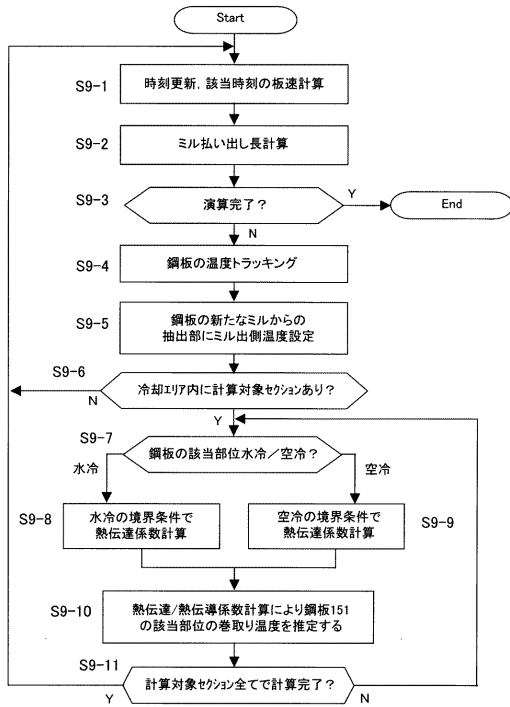 Start
S9-1
時刻更新，該当時刻の板速計算
S9-2
ミル払い出し長計算
S9-3
演算完了？
Y
End
N
S9-4
鋼板の温度トラッキング
S9-5
鋼板の新たなミルからの
抽出部にミル出側温度設定
S9-6
冷却エリア内に計算対象セクションあり？
N
Y
S9-7
鋼板の該当部位水冷／空冷？
水冷
空冷
S9-8
水冷の境界条件で
熱伝達係数計算
空冷の境界条件で
熱伝達係数計算
S9-9
S9-10
熱伝達/熱伝導係数計算により鋼板151
の該当部位の巻取り温度を推定する
S9-11
計算対象セクション全てで計算完了？
Y
N